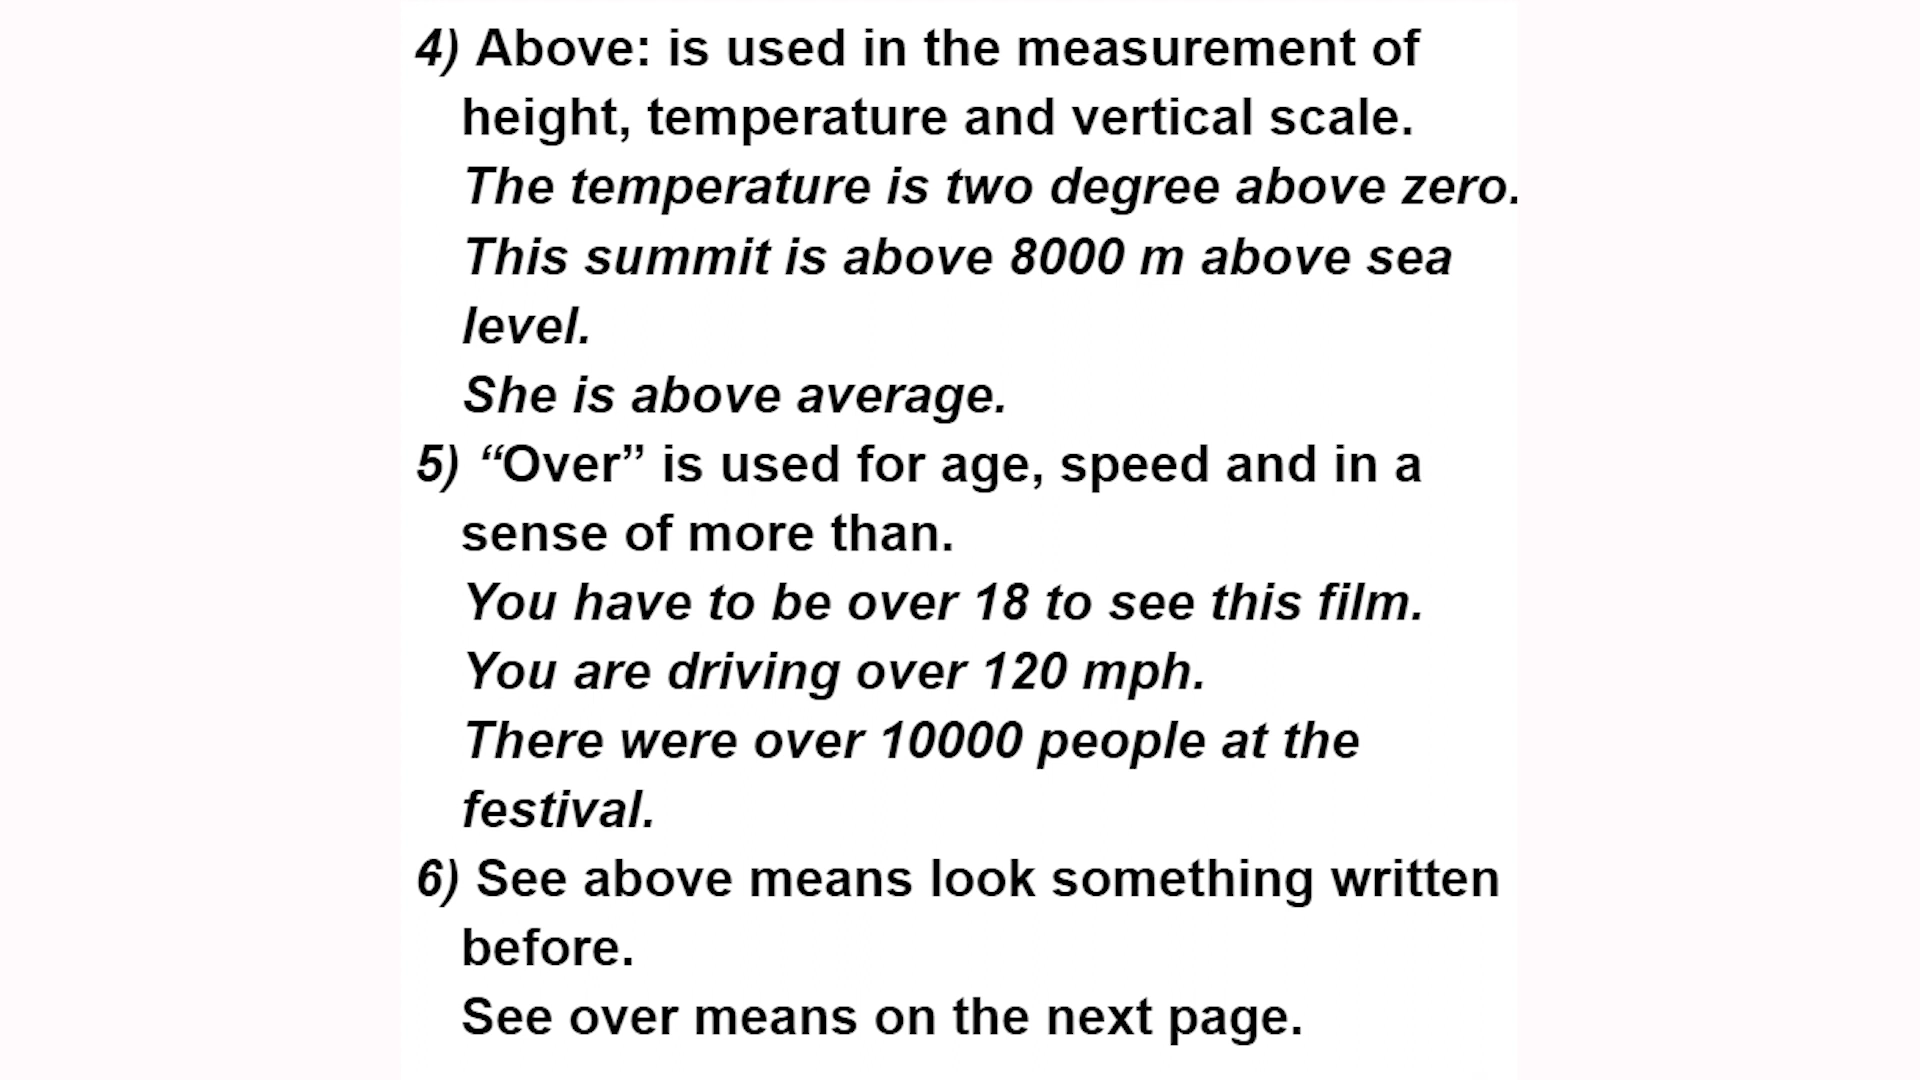 4) Above: is used in the measurement of
height, temperature and vertical scale.
The temperature is two degree above zero.
This summit is above 8000 m above sea
level.
She is above average.
5) “Over” is used for age, speed and in a
sense of more than.
You have to be over 18 to see this film.
You are driving over 120 mph.
There were over 10000 people at the
festival.
6) See above means look something written
before.
See over means on the next page.